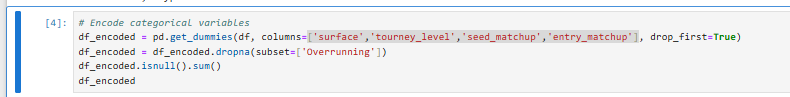 [4]:
# Encode categorical variables
df_encoded = pd.get_dummies(df, columns=['surface','tourney_level','seed_matchup','entry_matchup'], drop_first=True)
df_encoded = df_encoded.dropna(subset=['Overrunning'])
df_encoded.isnull().sum()
df_encoded